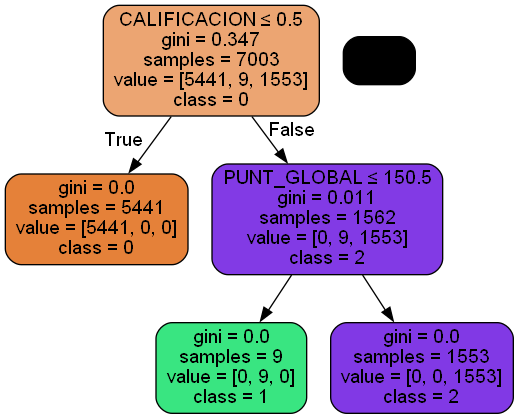 CALIFICACION ≤ 0.5
gini = 0.347
samples = 7003
value = [5441, 9, 1553]
class = 0
True
False
gini = 0.0
samples = 5441
value = [5441, 0, 0]
class = 0
PUNT_GLOBAL ≤ 150.5
gini = 0.011
samples = 1562
value = [0, 9, 1553]
class = 2
gini = 0.0
samples = 9
value = [0, 9, 0]
class = 1
gini = 0.0
samples = 1553
value = [0, 0, 1553]
class = 2